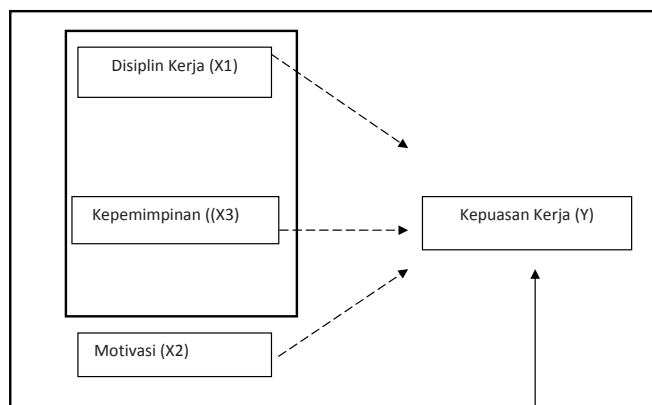 Disiplin Kerja (X1)
Kepemimpinan ((X3)
Kepuasan Kerja (Y)
Motivasi (X2)